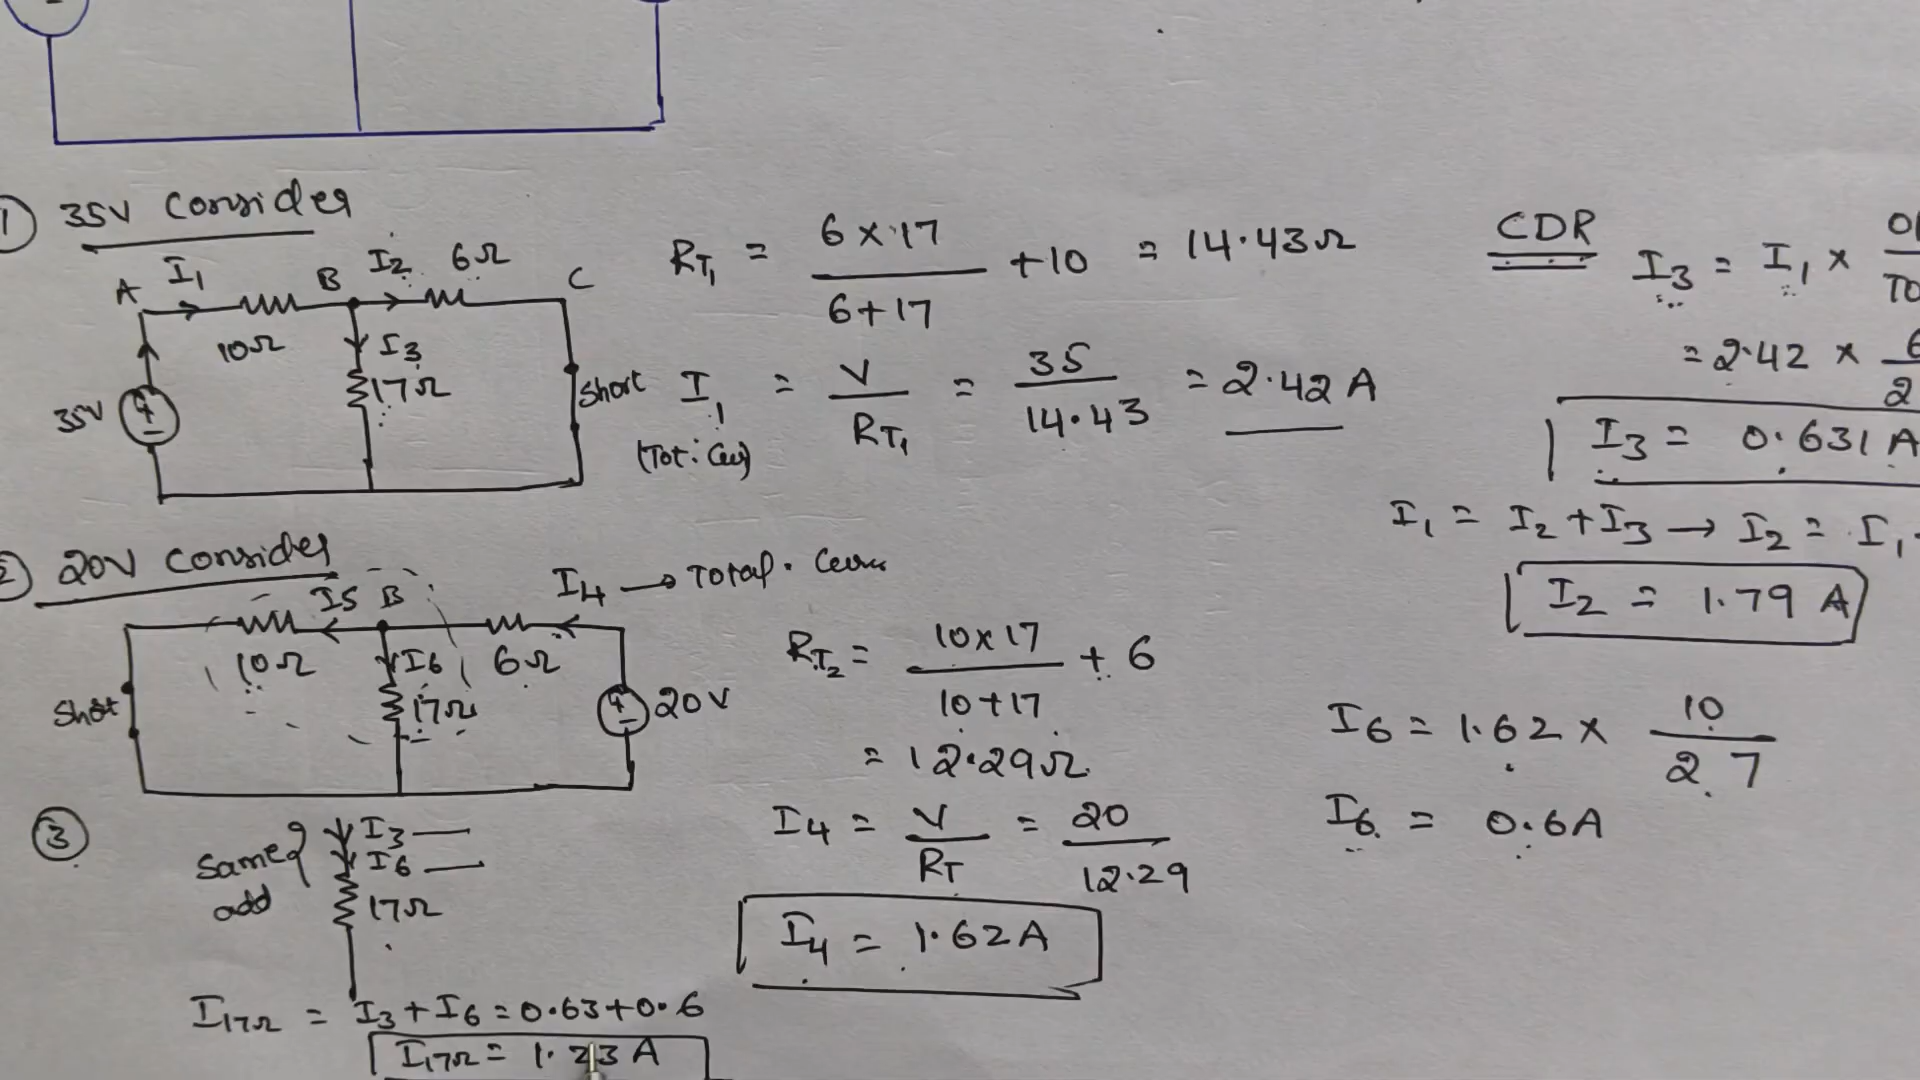 ① 35V Consider
A I₁ B I₂ 6Ω C
10Ω I₃
17Ω
35V
Short
RT₁ = 6×17 / 6+17 + 10 = 14.43Ω
I₁ = V / RT₁ = 35 / 14.43 = 2.42 A
(Tot. Cur)
CDR
I₃ = I₁ ×
= 2.42 ×
I₃ = 0.631 A
I₁ = I₂ + I₃ → I₂ = I₁
I₂ = 1.79 A
② 20V Consider
I5 B I4 → Total.
10Ω I6 6Ω
Short 17Ω 20V
RT₂ = 10×17 / 10+17 + 6
= 12.29Ω
I4 = V / RT = 20 / 12.29
I4 = 1.62A
I6 = 1.62 × 10 / 27
I6 = 0.6A
③
Same add
I3
I6
17Ω
I17Ω = I3 + I6 = 0.63 + 0.6
I17Ω = 1.23 A